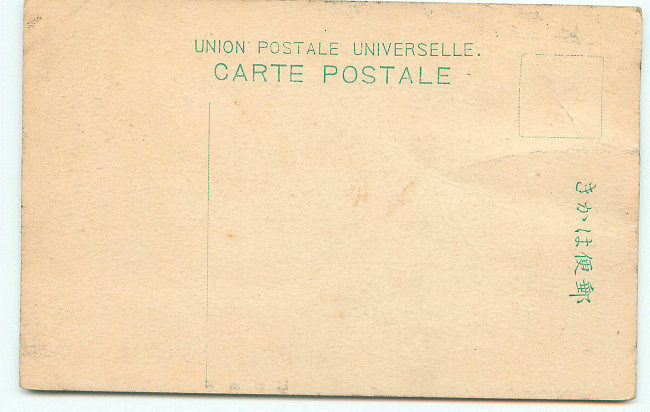 UNION POSTALE UNIVERSELLE.
CARTE POSTALE
郵便はかき